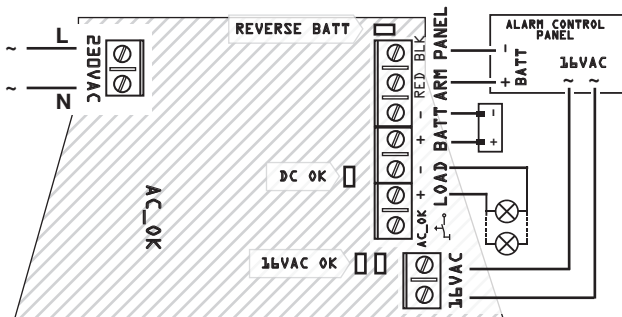 REVERSE BATT
~ L
~ N
230VAC
BLK
RED
ARM PANEL
- +
BATT
- +
LOAD
AC_OK
- +
BATT
ALARM CONTROL
PANEL
16VAC
~ ~
- +
DC OK
AC_OK
16VAC OK
16VAC